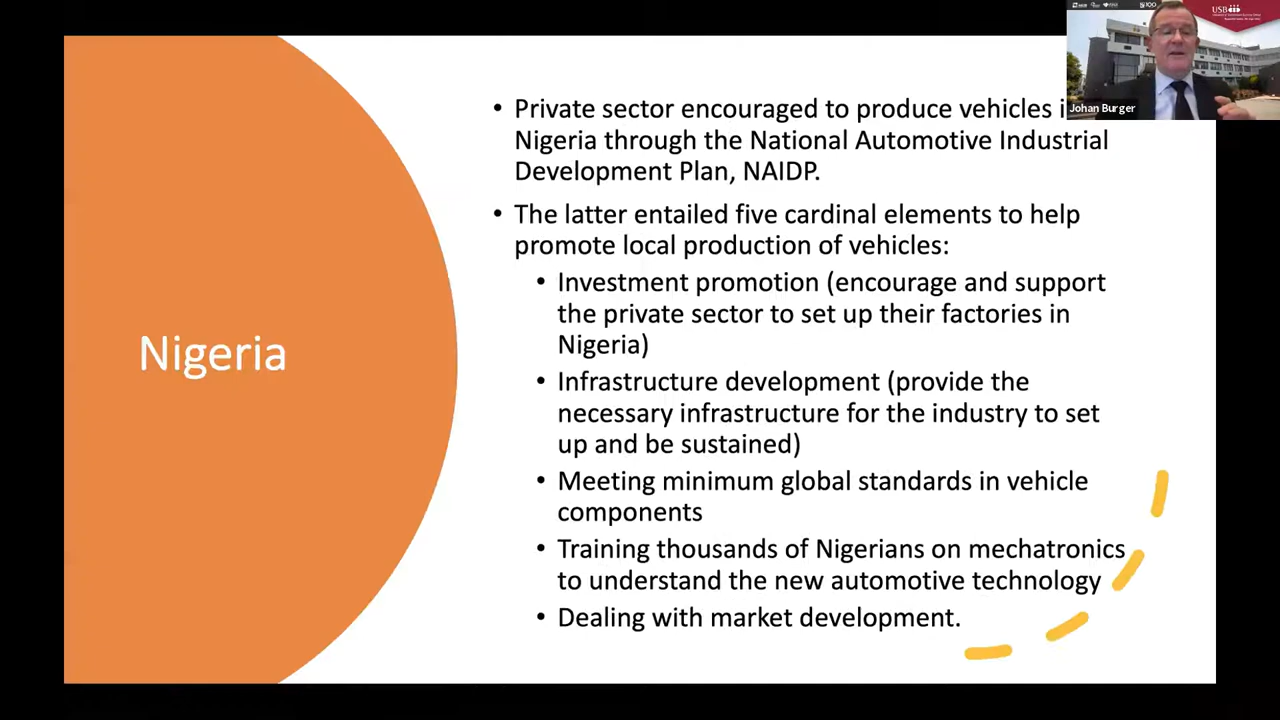 USB
Johan Burger
Nigeria
• Private sector encouraged to produce vehicles i
Nigeria through the National Automotive Industrial
Development Plan, NAIDP.
• The latter entailed five cardinal elements to help
promote local production of vehicles:
• Investment promotion (encourage and support
the private sector to set up their factories in
Nigeria)
• Infrastructure development (provide the
necessary infrastructure for the industry to set
up and be sustained)
• Meeting minimum global standards in vehicle
components
• Training thousands of Nigerians on mechatronics
to understand the new automotive technology
• Dealing with market development.